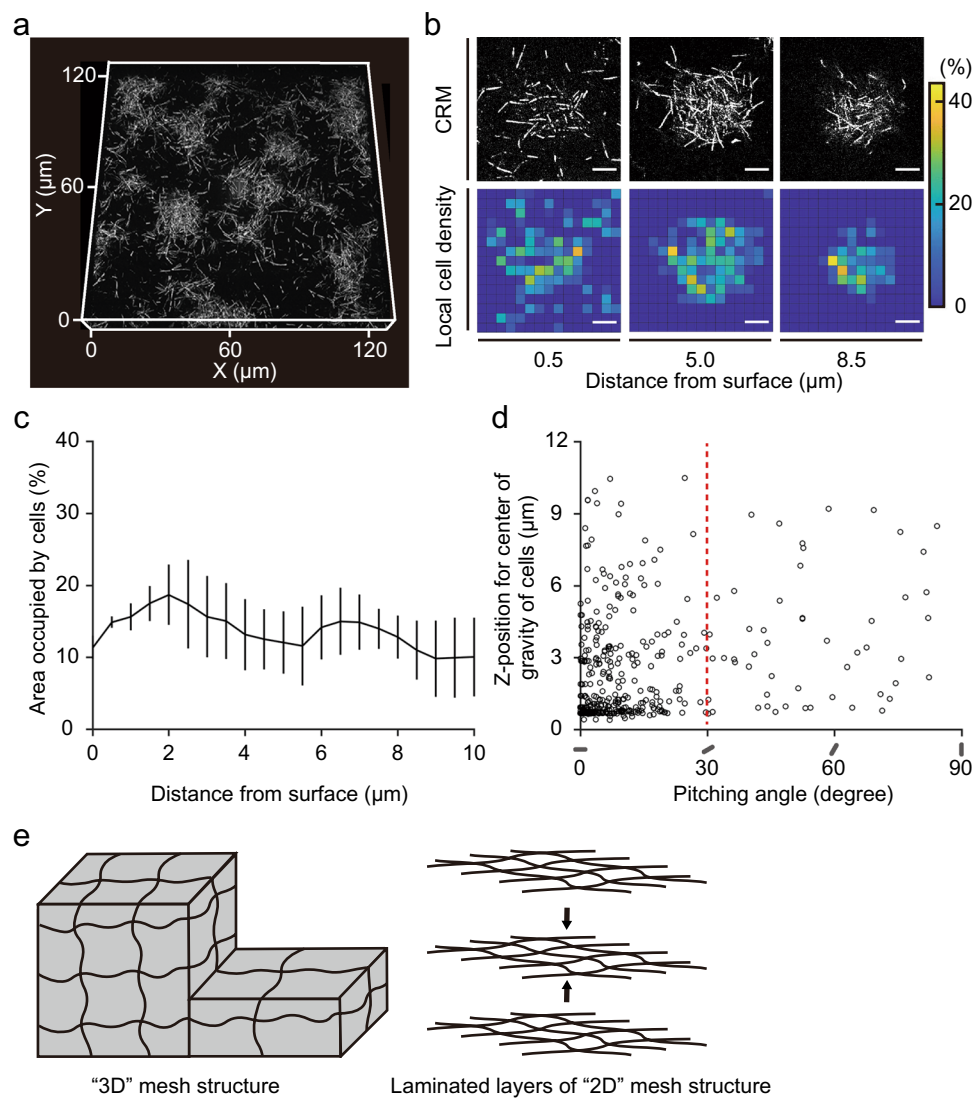 a
120
60
0
Y (µm)
0
60
120
X (µm)
b
CRM
Local cell density
(%)
40
20
0
0.5
5.0
8.5
Distance from surface (µm)
c
40
30
20
10
0
Area occupied by cells (%)
0
2
4
6
8
10
Distance from surface (µm)
d
12
9
6
3
0
Z-position for center of
gravity of cells (µm)
0
30
60
90
Pitching angle (degree)
e
“3D” mesh structure
Laminated layers of “2D” mesh structure